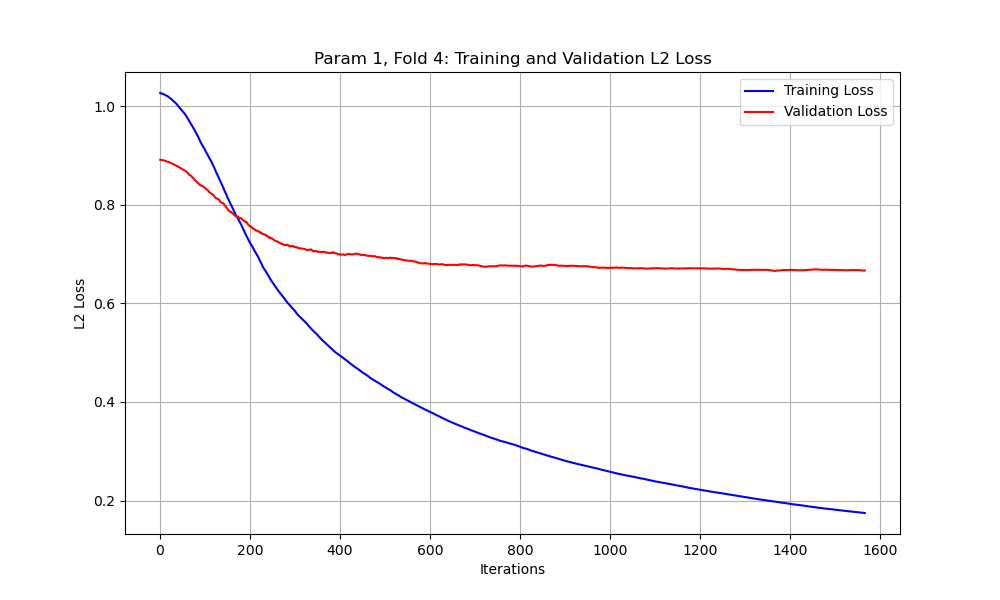 Param 1, Fold 4: Training and Validation L2 Loss
Training Loss
Validation Loss
L2 Loss
1.0
0.8
0.6
0.4
0.2
0 200 400 600 800 1000 1200 1400 1600
Iterations